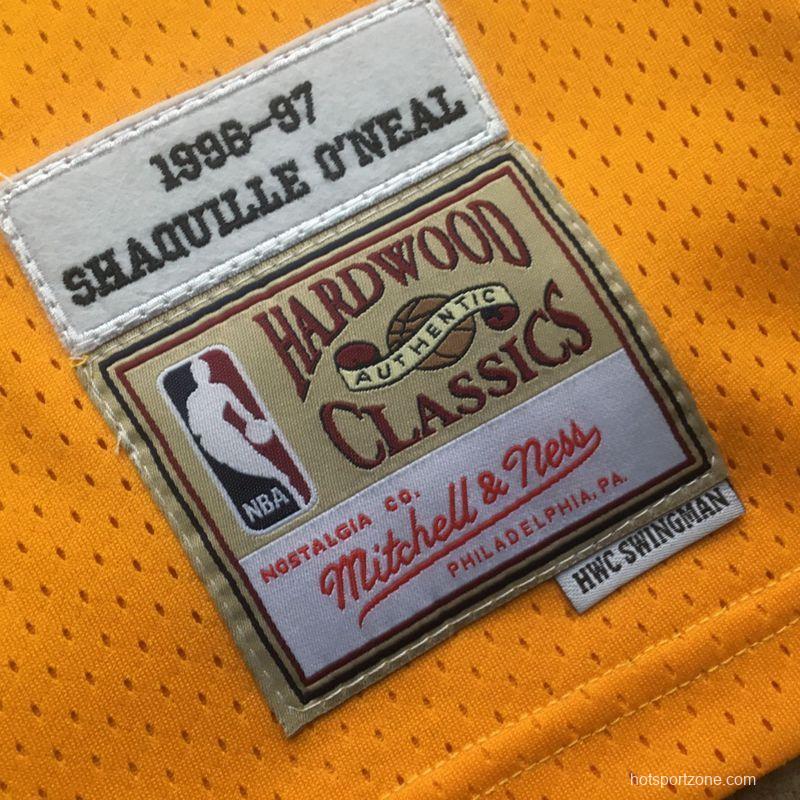 1996-97
SHAQUILLE O'NEAL
HARDWOOD
AUTHENTIC
CLASSICS
NBA
NOSTALGIA CO.
Mitchell & Ness
PHILADELPHIA, PA.
HWC SWINGMAN
hotsportzone.com